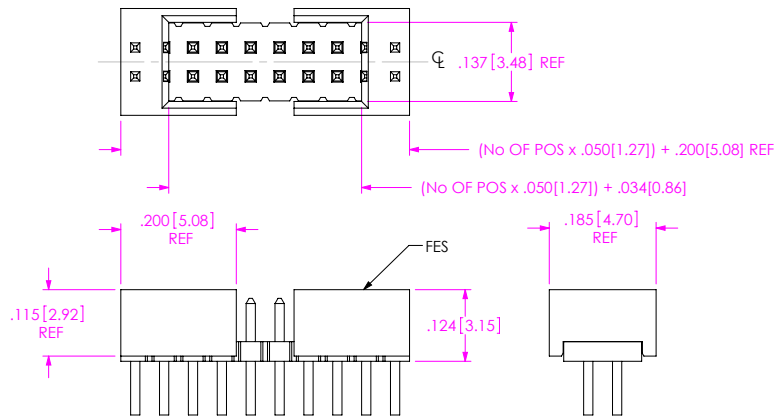 ℄
.137[3.48] REF
(No OF POS x .050[1.27]) + .200[5.08] REF
(No OF POS x .050[1.27]) + .034[0.86]
.200[5.08]
REF
.185[4.70]
REF
FES
.115[2.92]
REF
.124[3.15]